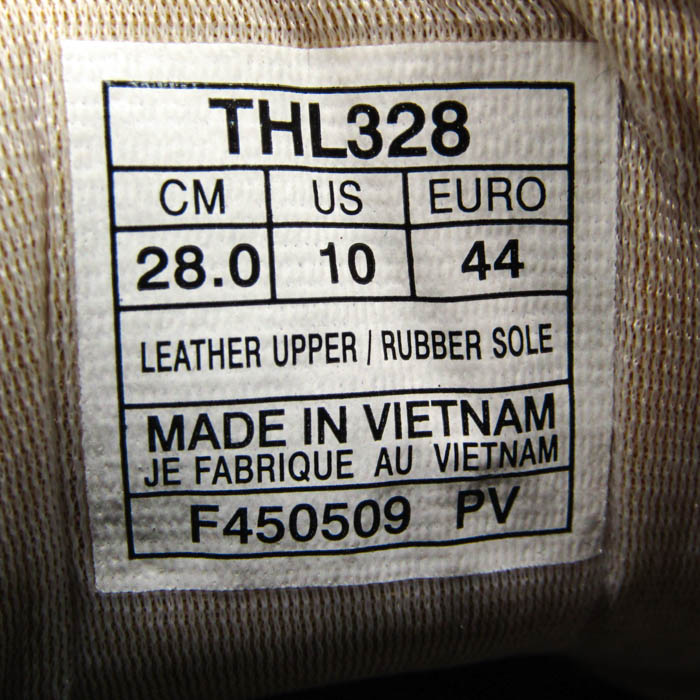 THL328
CM US EURO
28.0 10 44
LEATHER UPPER / RUBBER SOLE
MADE IN VIETNAM
JE FABRIQUE AU VIETNAM
F450509 PV